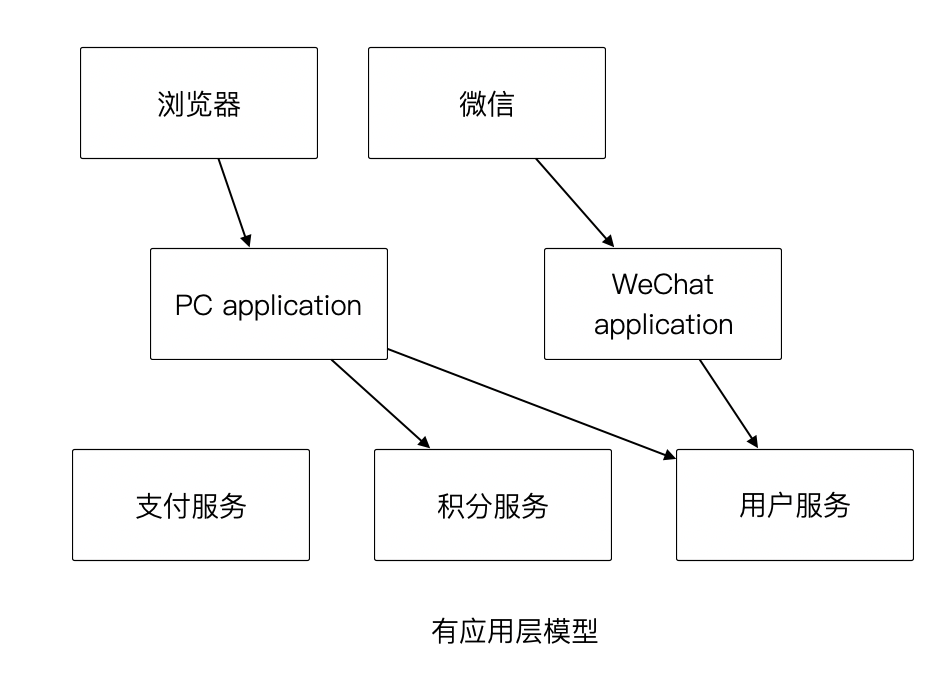 浏览器
微信
PC application
WeChat
application
支付服务
积分服务
用户服务
有应用层模型